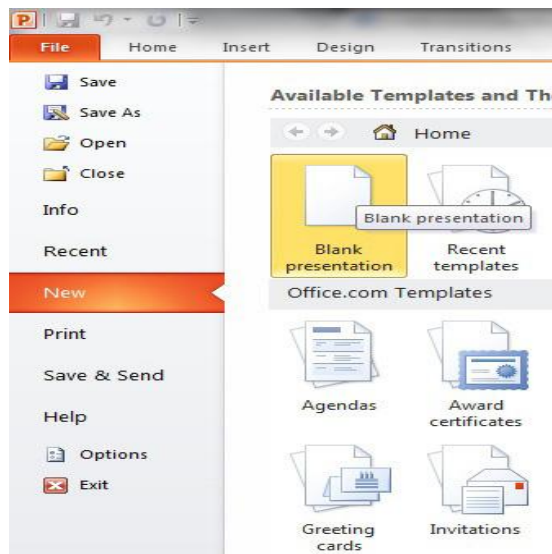 P
File Home Insert Design Transitions
Save
Save As
Open
Close
Info
Recent
New
Print
Save & Send
Help
Options
Exit
Available Templates and Th
Home
Blank presentation
Blank
presentation
Recent
templates
Office.com Templates
Agendas
Award
certificates
Greeting
cards
Invitations